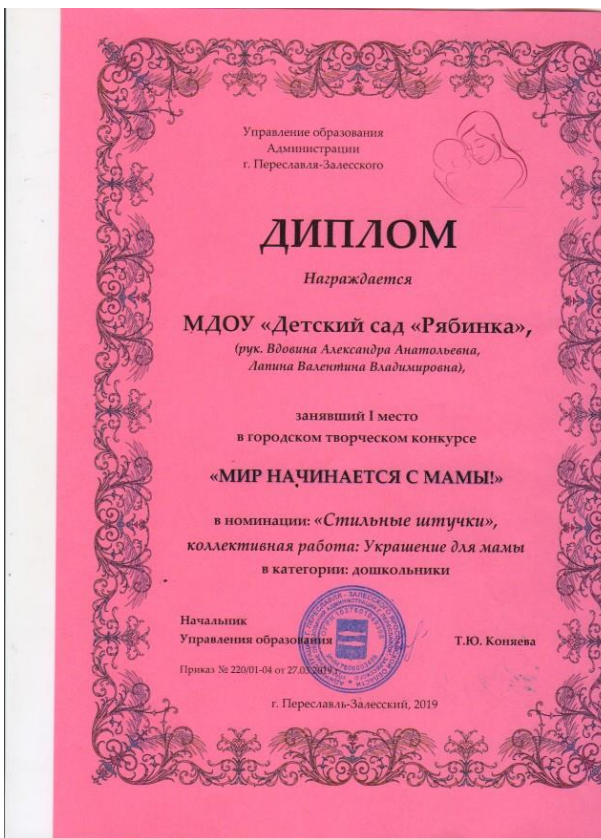 Управление образования
Администрации
г. Переславля-Залесского
ДИПЛОМ
Награждается
МДОУ «Детский сад «Рябинка»,
(рук. Вдовина Александра Анатольевна,
Лапина Валентина Владимировна),
занявший I место
в городском творческом конкурсе
«МИР НАЧИНАЕТСЯ С МАМЫ!»
в номинации: «Стильные штучки»,
коллективная работа: Украшение для мамы
в категории: дошкольники
Начальник
Управления образования
Т.Ю. Коняева
Приказ № 220/01-04 от 27.03.2019 г.
г. Переславль-Залесский, 2019